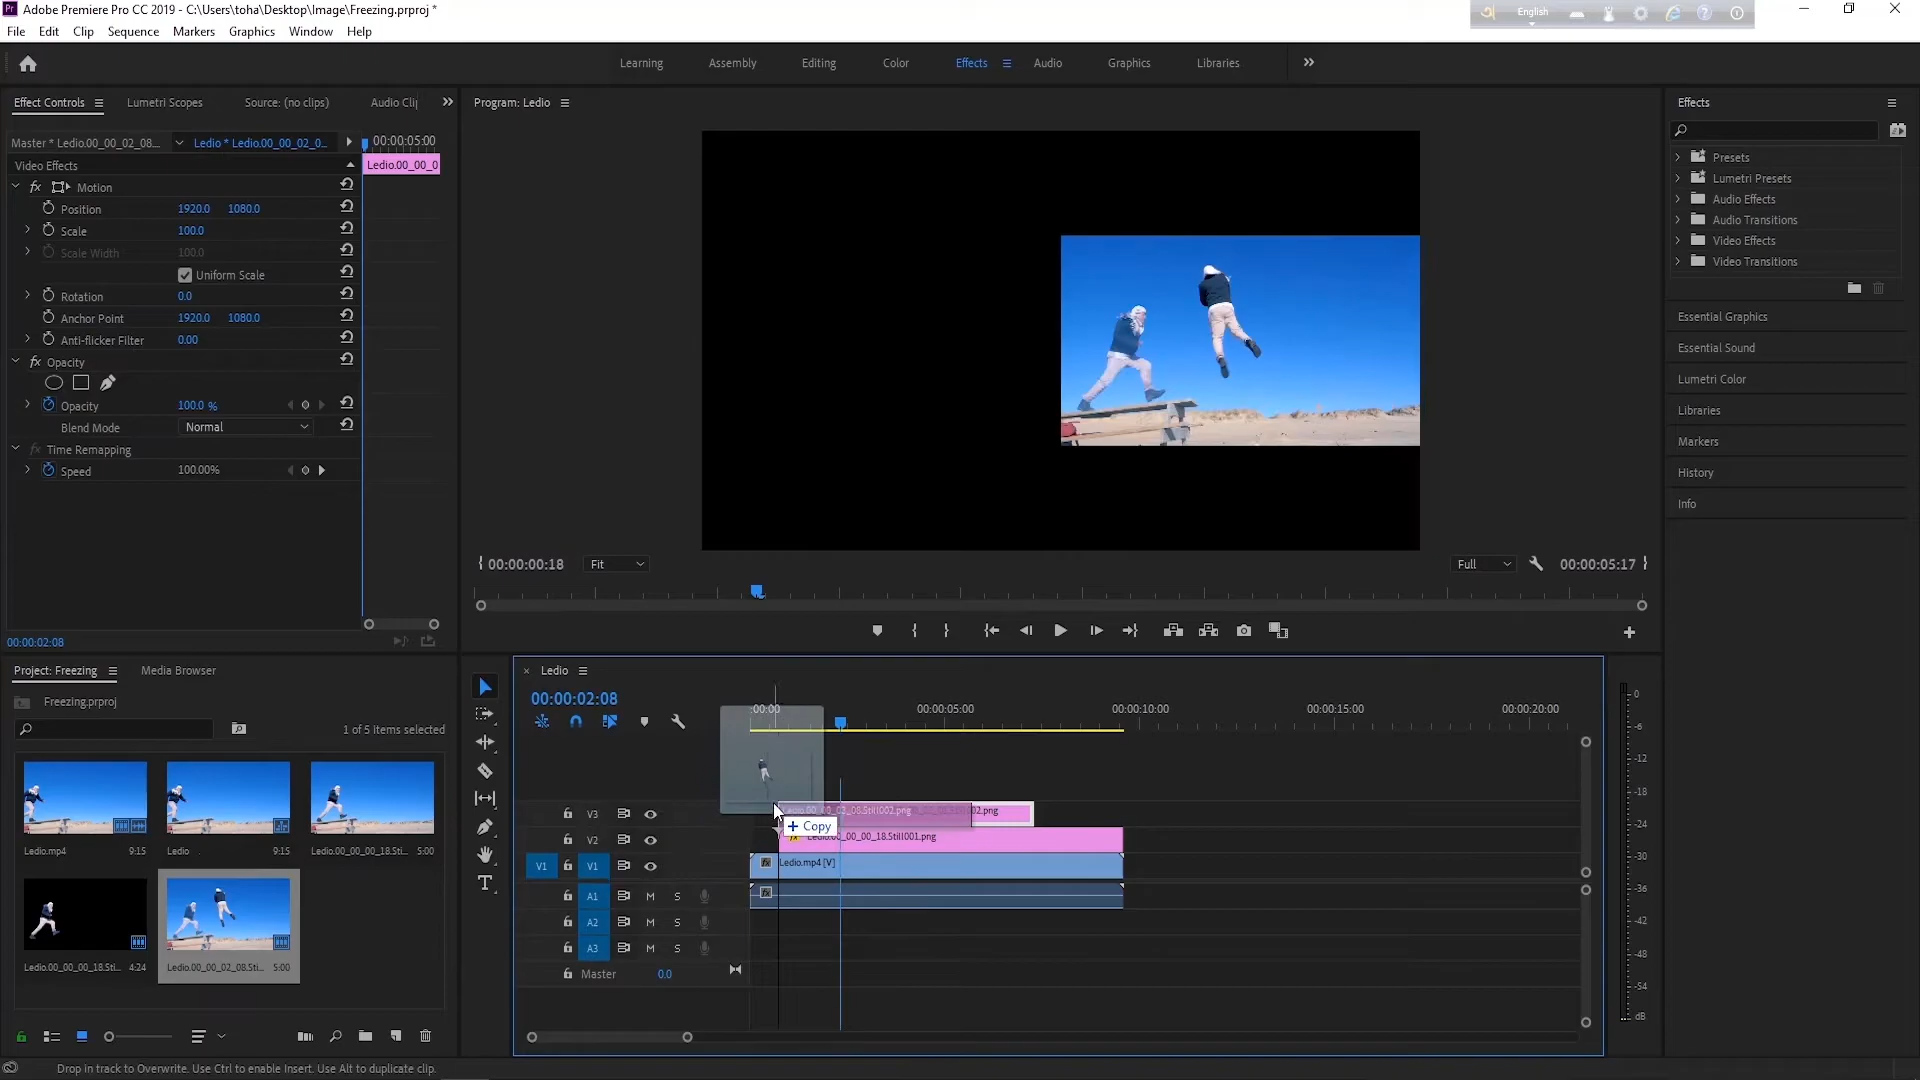 Adobe Premiere Pro CC 2019 - C:\Users\toha\Desktop\Image\Freezing.prproj *
English
File Edit Clip Sequence Markers Graphics Window Help
Learning Assembly Editing Color Effects Audio Graphics Libraries
Effect Controls Lumetri Scopes Source: (no clips) Audio Cli
Master * Ledio.00_00_02_08... Ledio * Ledio.00_00_02_0... 00:00:05:00
Video Effects Ledio.00_00_0
fx Motion
Position 1920.0 1080.0
Scale 100.0
Scale Width 100.0
Uniform Scale
Rotation 0.0
Anchor Point 1920.0 1080.0
Anti-flicker Filter 0.00
fx Opacity
Opacity 100.0 %
Blend Mode Normal
fx Time Remapping
Speed 100.00%
00:00:02:08
Program: Ledio
00:00:00:18 Fit Full 00:00:05:17
Effects
Presets
Lumetri Presets
Audio Effects
Audio Transitions
Video Effects
Video Transitions
Essential Graphics
Essential Sound
Lumetri Color
Libraries
Markers
History
Info
Project: Freezing Media Browser
Freezing.prproj
1 of 5 items selected
Ledio.mp4 9:15 Ledio 9:15 Ledio.00_00_00_18.Sti... 5:00
Ledio.00_00_00_18.Sti... 4:24 Ledio.00_00_02_08.Sti... 5:00
Ledio
00:00:02:08
:00:00 00:00:05:00 00:00:10:00 00:00:15:00 00:00:20:00
V3 02.png
Copy
V2 Ledio.00_00_00_18.Still001.png
V1 V1 fx Ledio.mp4 [V]
A1 M S fx
A2 M S
A3 M S
Master 0.0
0
-6
-12
-18
-24
-30
-36
-42
-48
-54
dB
Drop in track to Overwrite. Use Ctrl to enable Insert. Use Alt to duplicate clip.